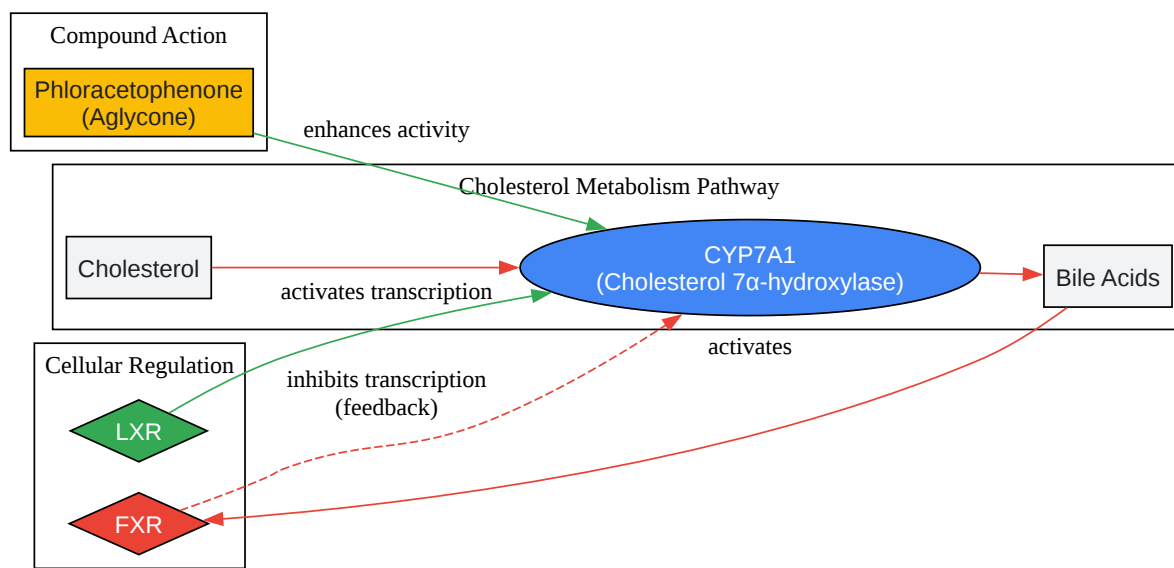 Compound Action
Phloracetophenone
(Aglycone)
enhances activity
Cholesterol Metabolism Pathway
Cholesterol
CYP7A1
(Cholesterol 7α-hydroxylase)
Bile Acids
activates transcription
activates
Cellular Regulation
inhibits transcription
(feedback)
LXR
FXR